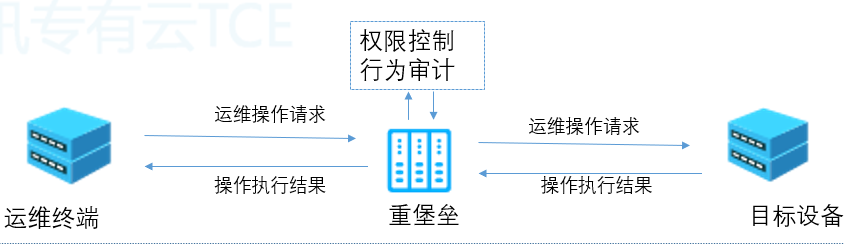 讯专有云TCE
权限控制
行为审计
运维操作请求
运维操作请求
操作执行结果
操作执行结果
运维终端
重堡垒
目标设备